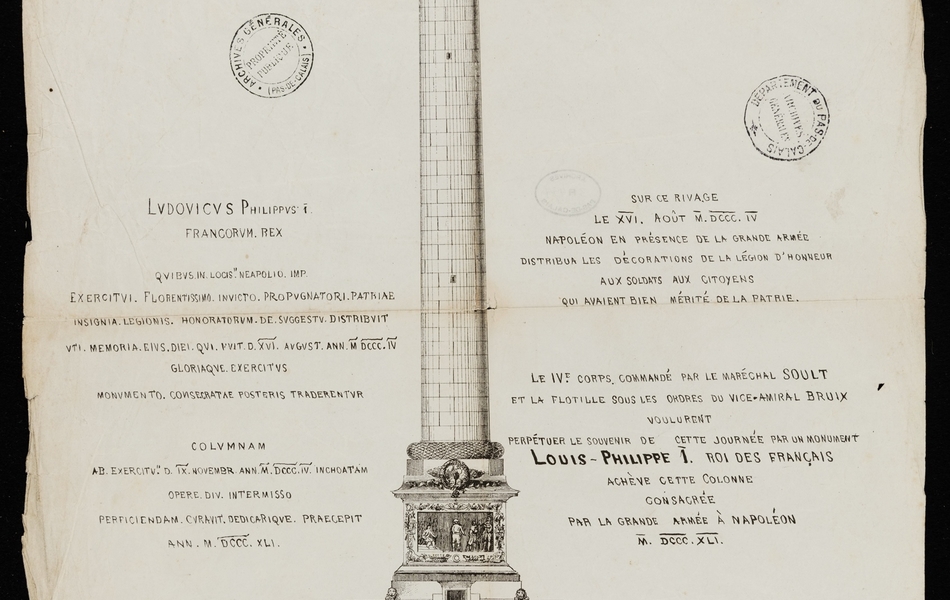 ARCHIVES GÉNÉRALES
(PAS-DE-CALAIS)
PROPRIÉTÉ
PUBLIQUE
DÉPARTEMENT DU PAS-DE-CALAIS
ARCHIVES
GÉNÉRALES
LVDOVICVS PHILIPPVS I.
FRANCORVM. REX
QVIBVS. IN. LOCIS. NEAPOLIO. IMP.
EXERCITVI. FLORENTISSIMO. INVICTO. PROPVGNATORI. PATRIAE
INSIGNIA. LEGIONIS. HONORATORVM. DE. SVGGESTV. DISTRIBVIT
VTI. MEMORIA. EIVS. DIEI. QVI. FVIT. D. XVI. AVGVST. ANN. M DCCC. IV
GLORIAQVE. EXERCITVS
MONVMENTO. CONSECRATAE POSTERIS TRADERENTVR
COLVMNAM
AB. EXERCITV. D. IX. NOVEMBR. ANN. M. DCCC. IV. INCHOATAM
OPERE. DIV. INTERMISSO
PERFICIENDAM. CVRAVIT. DEDICARIQVE. PRAECEPIT
ANN. M. DCCC. XLI.
SUR CE RIVAGE
LE XVI. AOÛT M. DCCC. IV
NAPOLÉON EN PRÉSENCE DE LA GRANDE ARMÉE
DISTRIBUA LES DÉCORATIONS DE LA LÉGION D'HONNEUR
AUX SOLDATS AUX CITOYENS
QUI AVAIENT BIEN MÉRITÉ DE LA PATRIE.
LE IVE CORPS, COMMANDÉ PAR LE MARÉCHAL SOULT
ET LA FLOTILLE SOUS LES ORDRES DU VICE-AMIRAL BRUIX
VOULURENT
PERPÉTUER LE SOUVENIR DE CETTE JOURNÉE PAR UN MONUMENT
LOUIS-PHILIPPE I. ROI DES FRANÇAIS
ACHÈVE CETTE COLONNE
CONSACRÉE
PAR LA GRANDE ARMÉE À NAPOLÉON
M. DCCC. XLI.